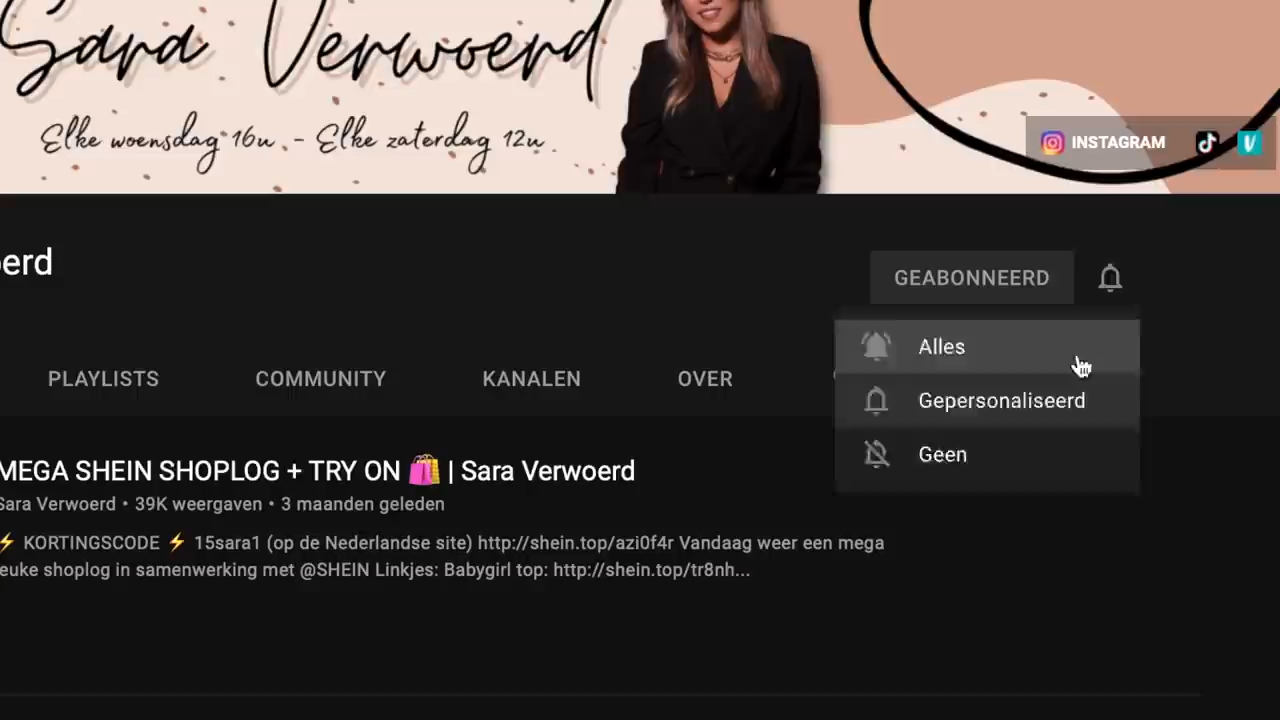 Sara Verwoerd
Elke woensdag 16u. - Elke zaterdag 12u.
INSTAGRAM
GEABONNEERD
Alles
Gepersonaliseerd
Geen
PLAYLISTS
COMMUNITY
KANALEN
OVER
MEGA SHEIN SHOPLOG + TRY ON 🛍️ | Sara Verwoerd
Sara Verwoerd • 39K weergaven • 3 maanden geleden
⚡ KORTINGSCODE ⚡ 15sara1 (op de Nederlandse site) http://shein.top/azi0f4r Vandaag weer een mega
euke shoplog in samenwerking met @SHEIN Linkjes: Babygirl top: http://shein.top/tr8nh...